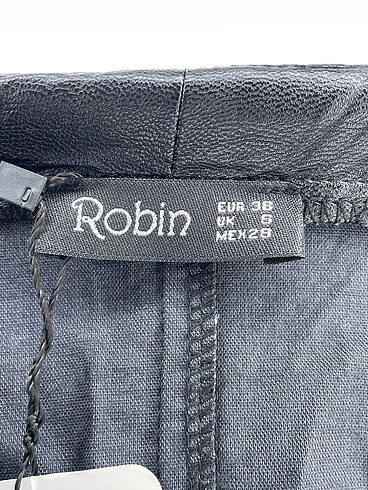 Robin
EUR 38
UK 6
MEX28